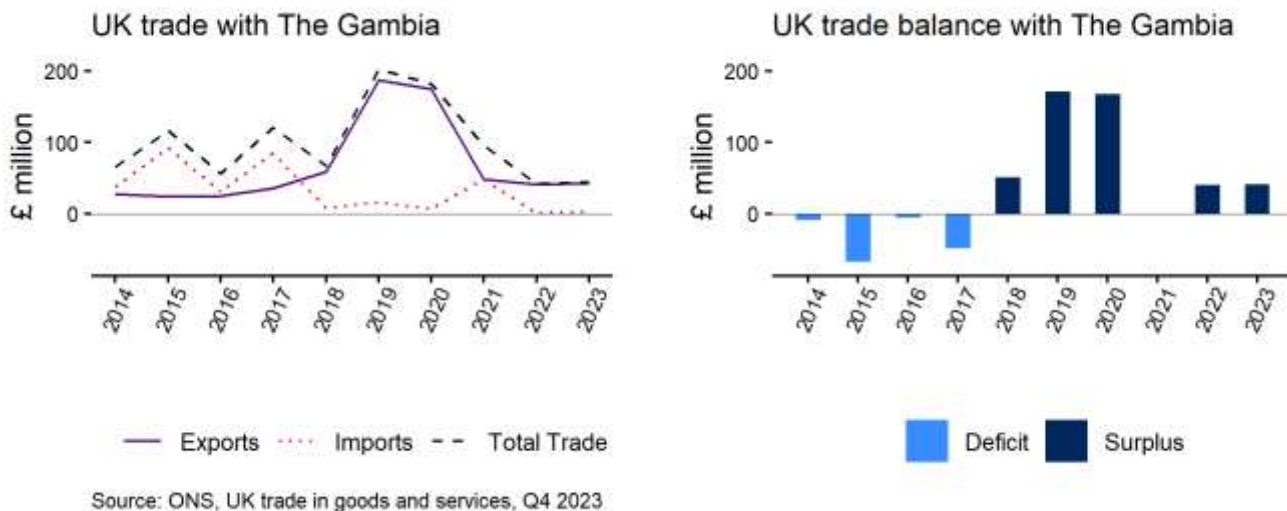 UK trade with The Gambia
£ million
200
100
0
2014
2015
2016
2017
2018
2019
2020
2021
2022
2023
Exports
Imports
Total Trade
UK trade balance with The Gambia
£ million
200
100
0
2014
2015
2016
2017
2018
2019
2020
2021
2022
2023
Deficit
Surplus
Source: ONS, UK trade in goods and services, Q4 2023